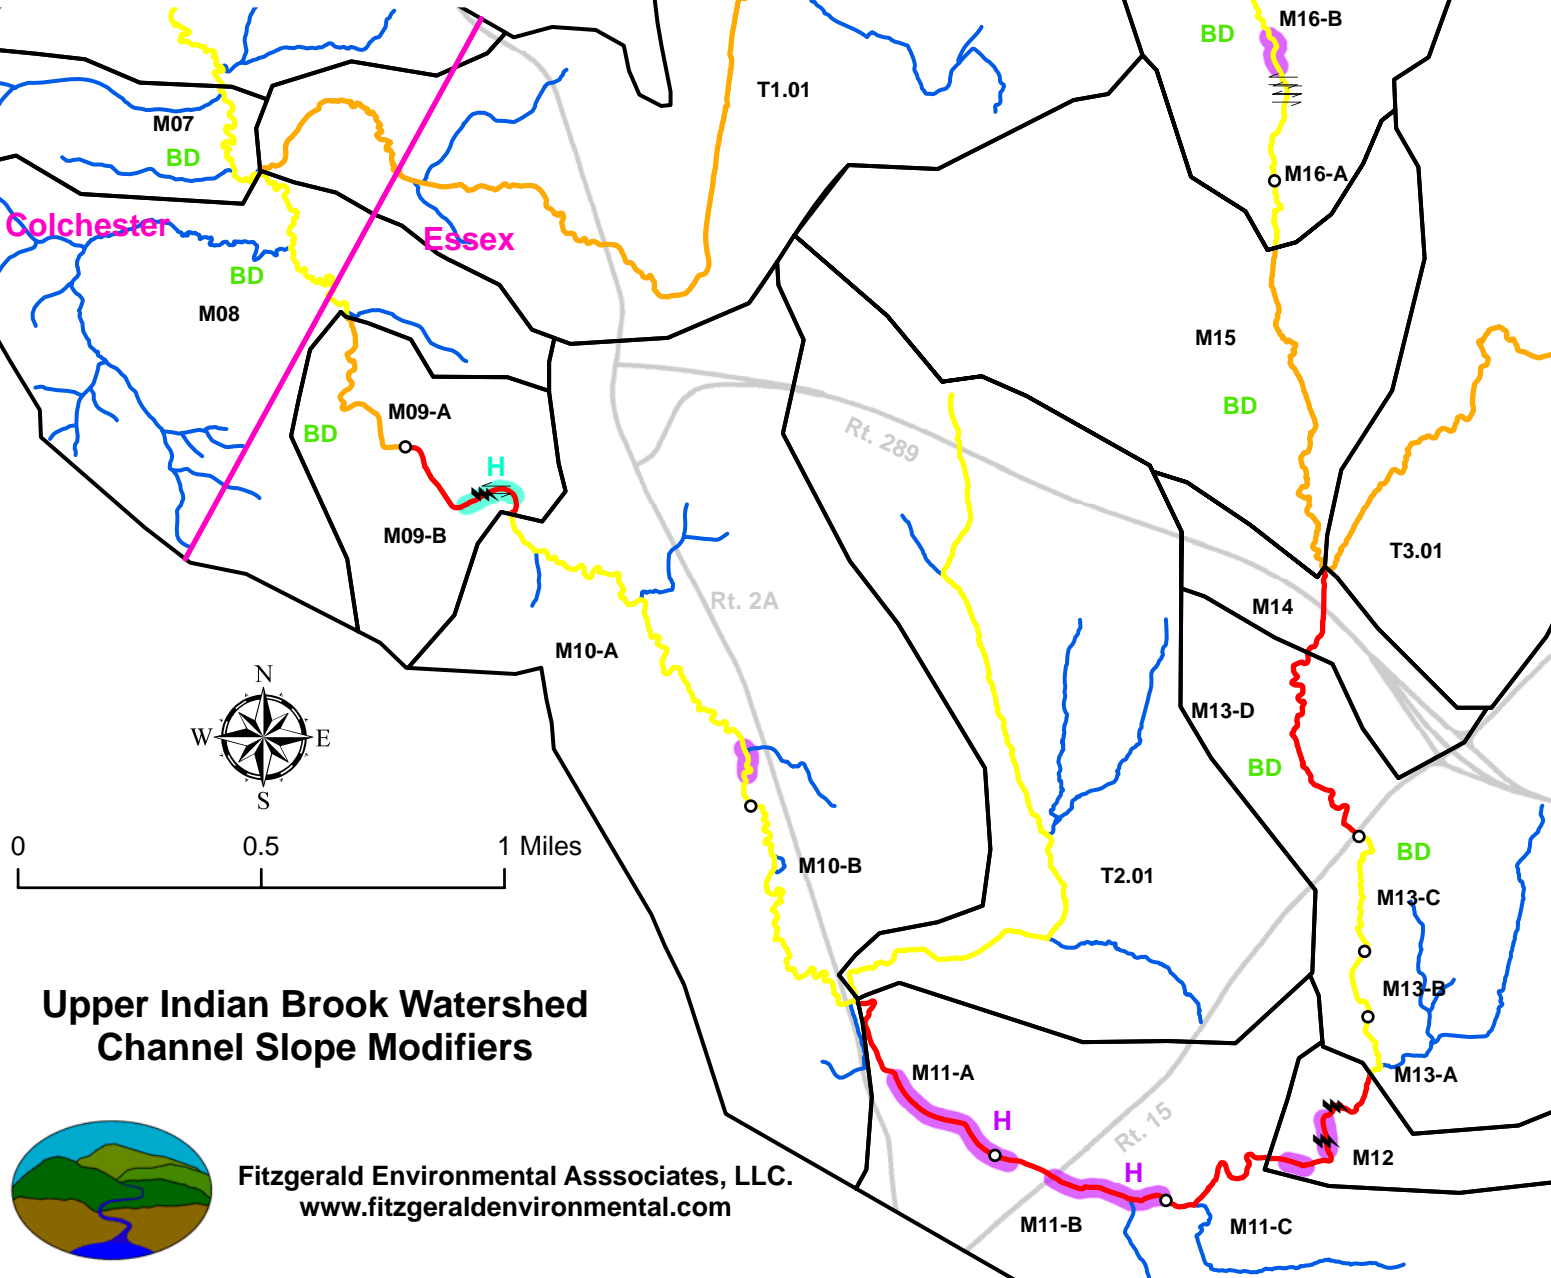 M16-B
BD
T1.01
M07
BD
M16-A
Colchester
Essex
BD
M08
M15
BD
M09-A
BD
Rt. 289
H
M09-B
T3.01
Rt. 2A
M14
M10-A
N
W E
S
M13-D
BD
0 0.5 1 Miles
BD
M10-B
T2.01
M13-C
M13-B
Upper Indian Brook Watershed
Channel Slope Modifiers
M11-A
M13-A
H
Rt. 15
M12
H
Fitzgerald Environmental Asssociates, LLC.
www.fitzgeraldenvironmental.com
M11-B
M11-C